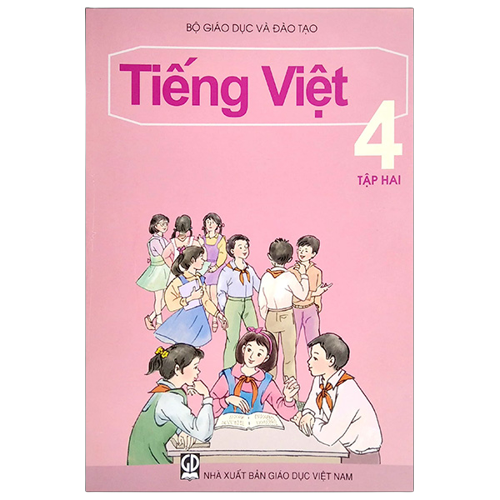 BỘ GIÁO DỤC VÀ ĐÀO TẠO
Tiếng Việt
4
TẬP HAI
GD
NHÀ XUẤT BẢN GIÁO DỤC VIỆT NAM